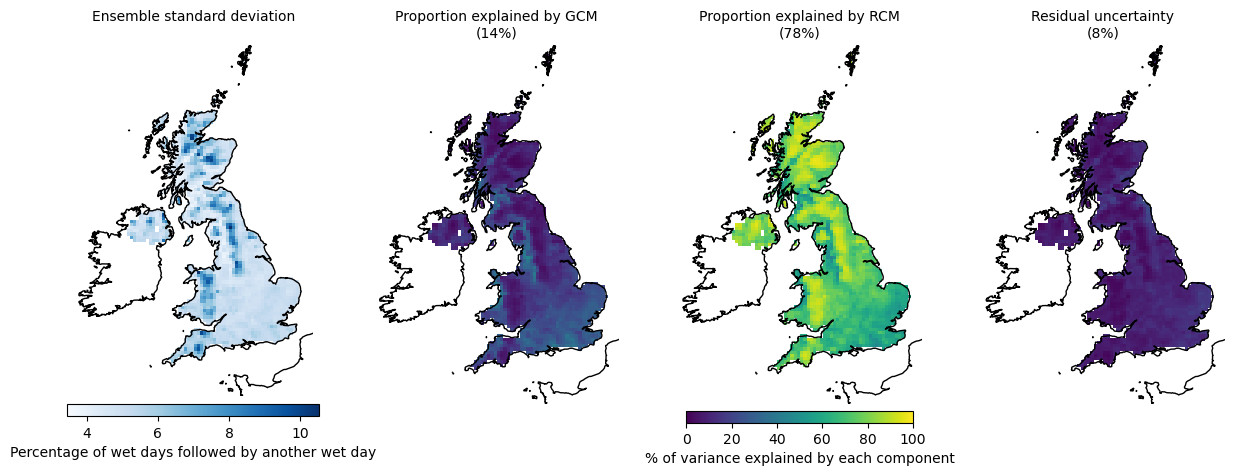 Ensemble standard deviation
Proportion explained by GCM
(14%)
Proportion explained by RCM
(78%)
Residual uncertainty
(8%)
4 6 8 10
Percentage of wet days followed by another wet day
0 20 40 60 80 100
% of variance explained by each component